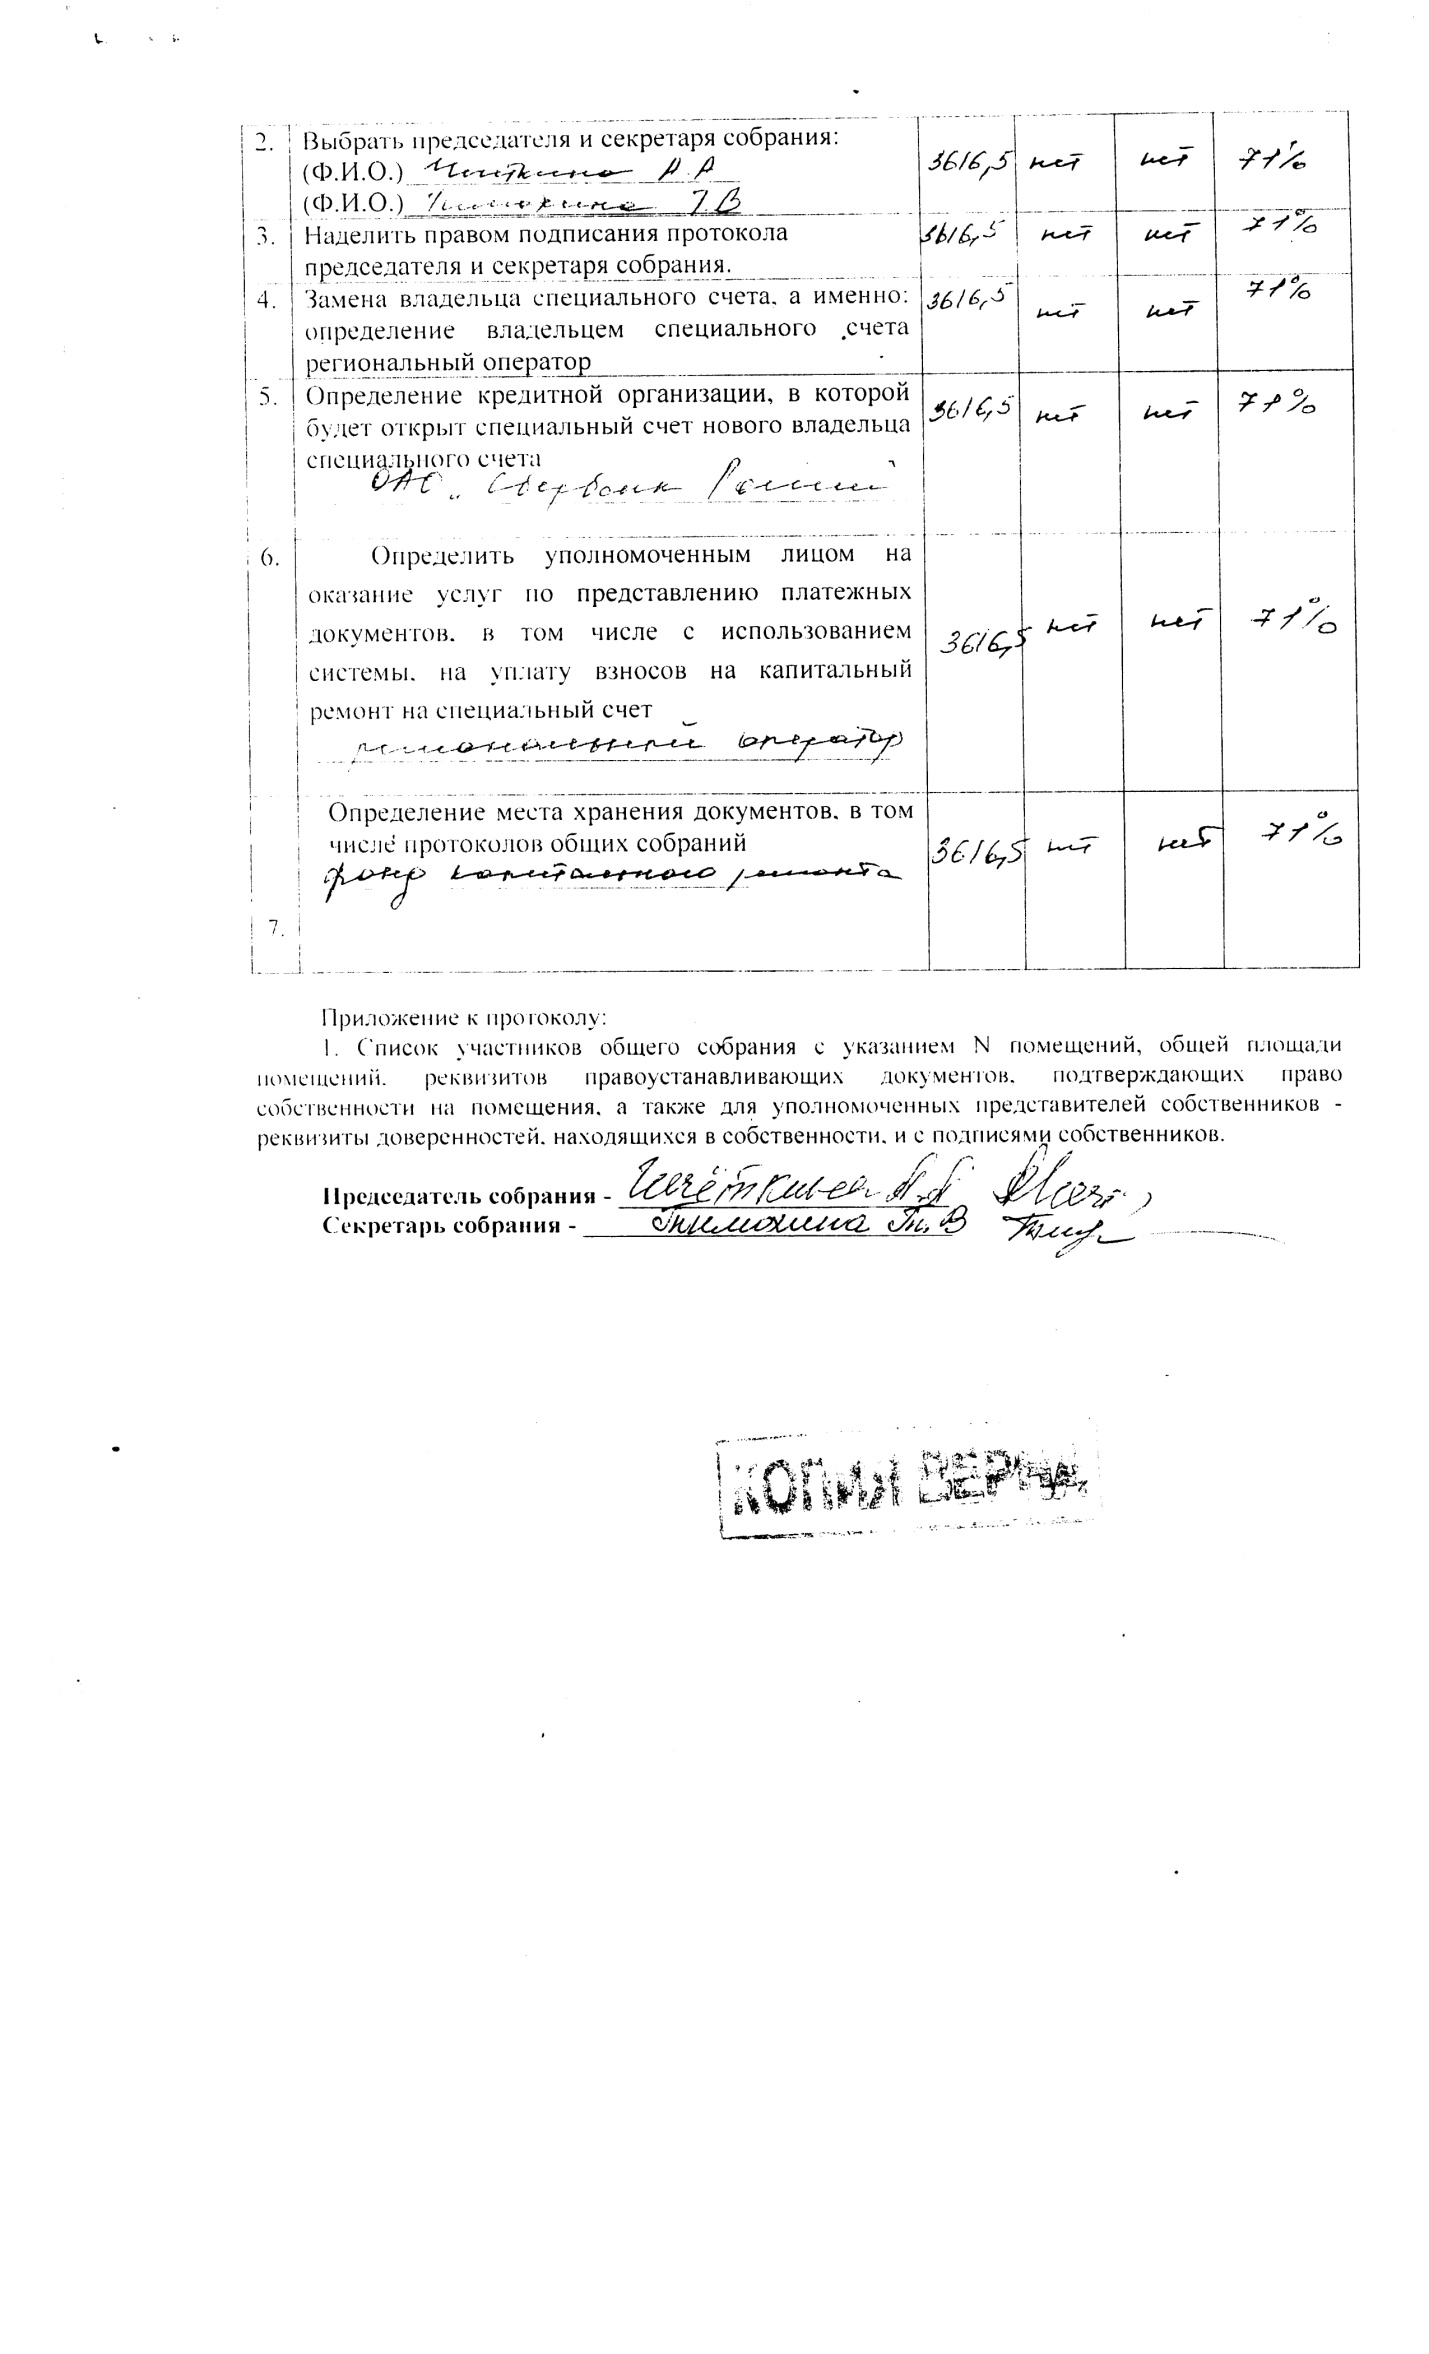 2. Выбрать председателя и секретаря собрания: 3616,5 нет нет 71%
(Ф.И.О.) А.А
(Ф.И.О.) Тимохина Т.В
3. Наделить правом подписания протокола 3616,5 нет нет 71%
председателя и секретаря собрания.
4. Замена владельца специального счета, а именно: 3616,5 нет нет 71%
определение владельцем специального счета
региональный оператор
5. Определение кредитной организации, в которой 3616,5 нет нет 71%
будет открыт специальный счет нового владельца
специального счета
ОАО „ Сбербанк России
6. Определить уполномоченным лицом на
оказание услуг по представлению платежных
документов, в том числе с использованием 3616,5 нет нет 71%
системы, на уплату взносов на капитальный
ремонт на специальный счет
региональный оператор
Определение места хранения документов, в том
числе протоколов общих собраний 3616,5 нет нет 71%
фонд капитального ремонта
7.
Приложение к протоколу:
1. Список участников общего собрания с указанием N помещений, общей площади
помещений, реквизитов правоустанавливающих документов, подтверждающих право
собственности на помещения, а также для уполномоченных представителей собственников -
реквизиты доверенностей, находящихся в собственности, и с подписями собственников.
Председатель собрания - А.А
Секретарь собрания - Тимохина Т.В
КОПИЯ ВЕРНА